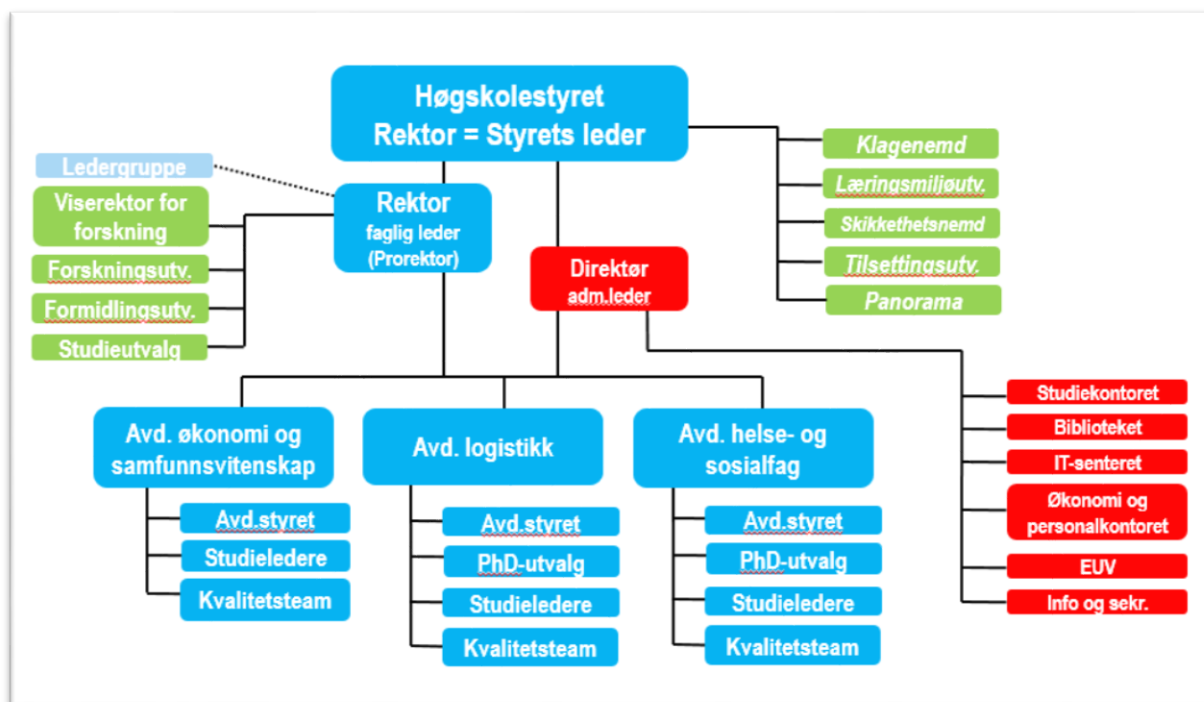 Høgskolestyret
Rektor = Styrets leder
Ledergruppe
Viserektor for
forskning
Forskningsutv.
Formidlingsutv.
Studieutvalg
Rektor
faglig leder
(Prorektor)
Direktør
adm.leder
Klagenemd
Læringsmiljøutv.
Skikkethetsnemd
Tilsettingsutv.
Panorama
Avd. økonomi og
samfunnsvitenskap
Avd.styret
Studieledere
Kvalitetsteam
Avd. logistikk
Avd.styret
PhD-utvalg
Studieledere
Kvalitetsteam
Avd. helse- og
sosialfag
Avd.styret
PhD-utvalg
Studieledere
Kvalitetsteam
Studiekontoret
Biblioteket
IT-senteret
Økonomi og
personalkontoret
EUV
Info og sekr.